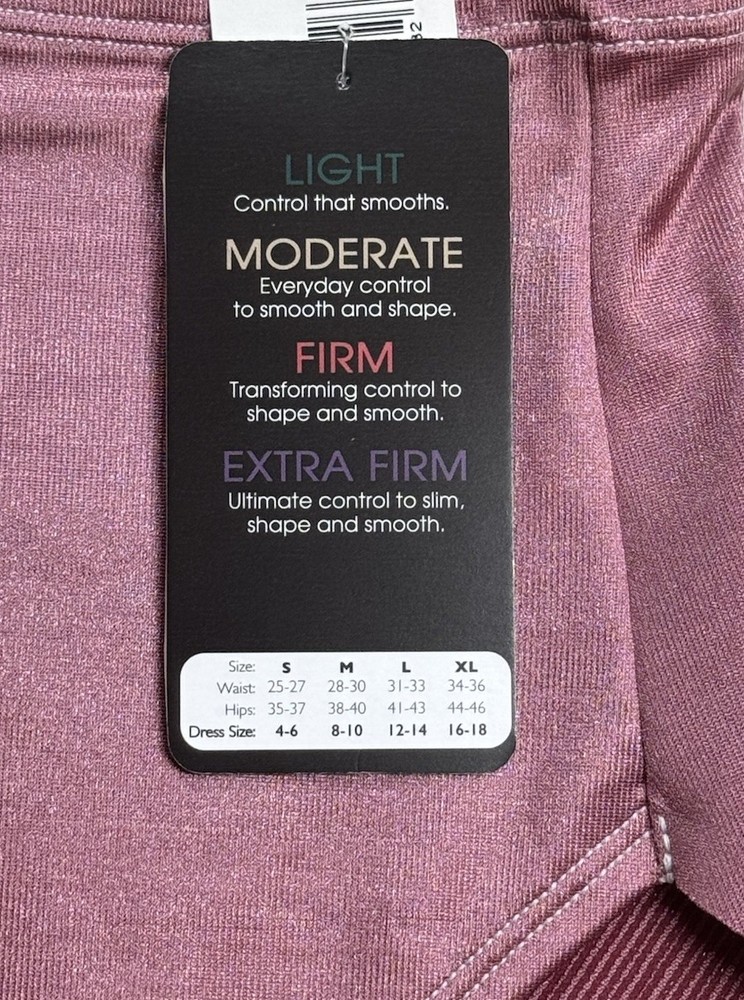 32
LIGHT
Control that smooths.
MODERATE
Everyday control
to smooth and shape.
FIRM
Transforming control to
shape and smooth.
EXTRA FIRM
Ultimate control to slim,
shape and smooth.
Size: S M L XL
Waist: 25-27 28-30 31-33 34-36
Hips: 35-37 38-40 41-43 44-46
Dress Size: 4-6 8-10 12-14 16-18